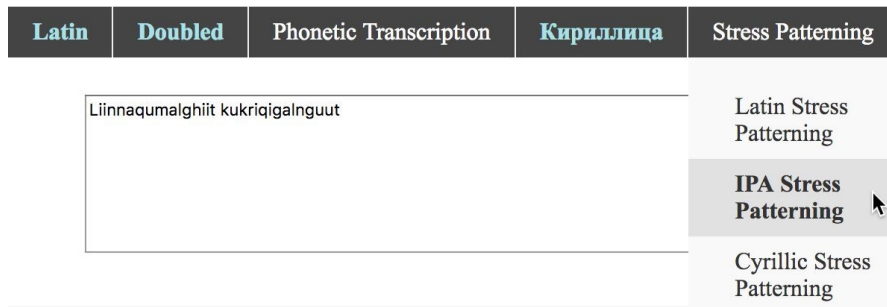 Latin Doubled Phonetic Transcription Кириллица Stress Patterning
Liinnaqumalghiit kukriqigalnguut
Latin Stress
Patterning
IPA Stress
Patterning
Cyrillic Stress
Patterning